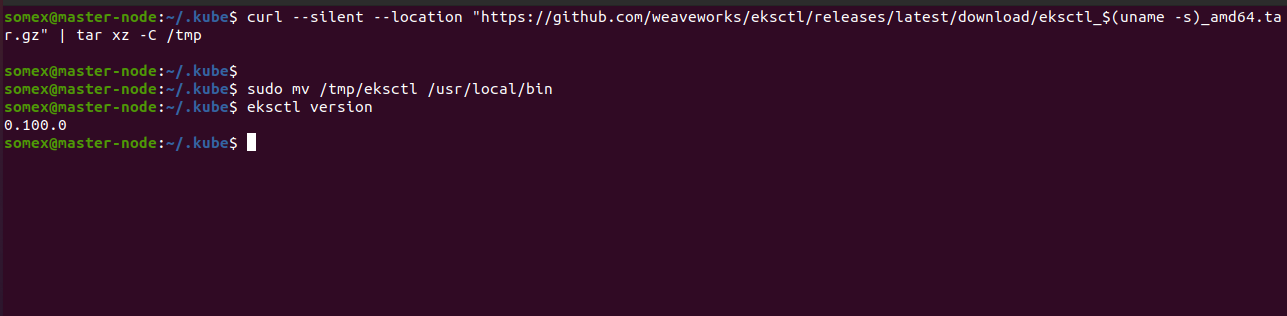 somex@master-node:~/.kube$ curl --silent --location "https://github.com/weaveworks/eksctl/releases/latest/download/eksctl_$(uname -s)_amd64.ta
r.gz" | tar xz -C /tmp
somex@master-node:~/.kube$
somex@master-node:~/.kube$ sudo mv /tmp/eksctl /usr/local/bin
somex@master-node:~/.kube$ eksctl version
0.100.0
somex@master-node:~/.kube$